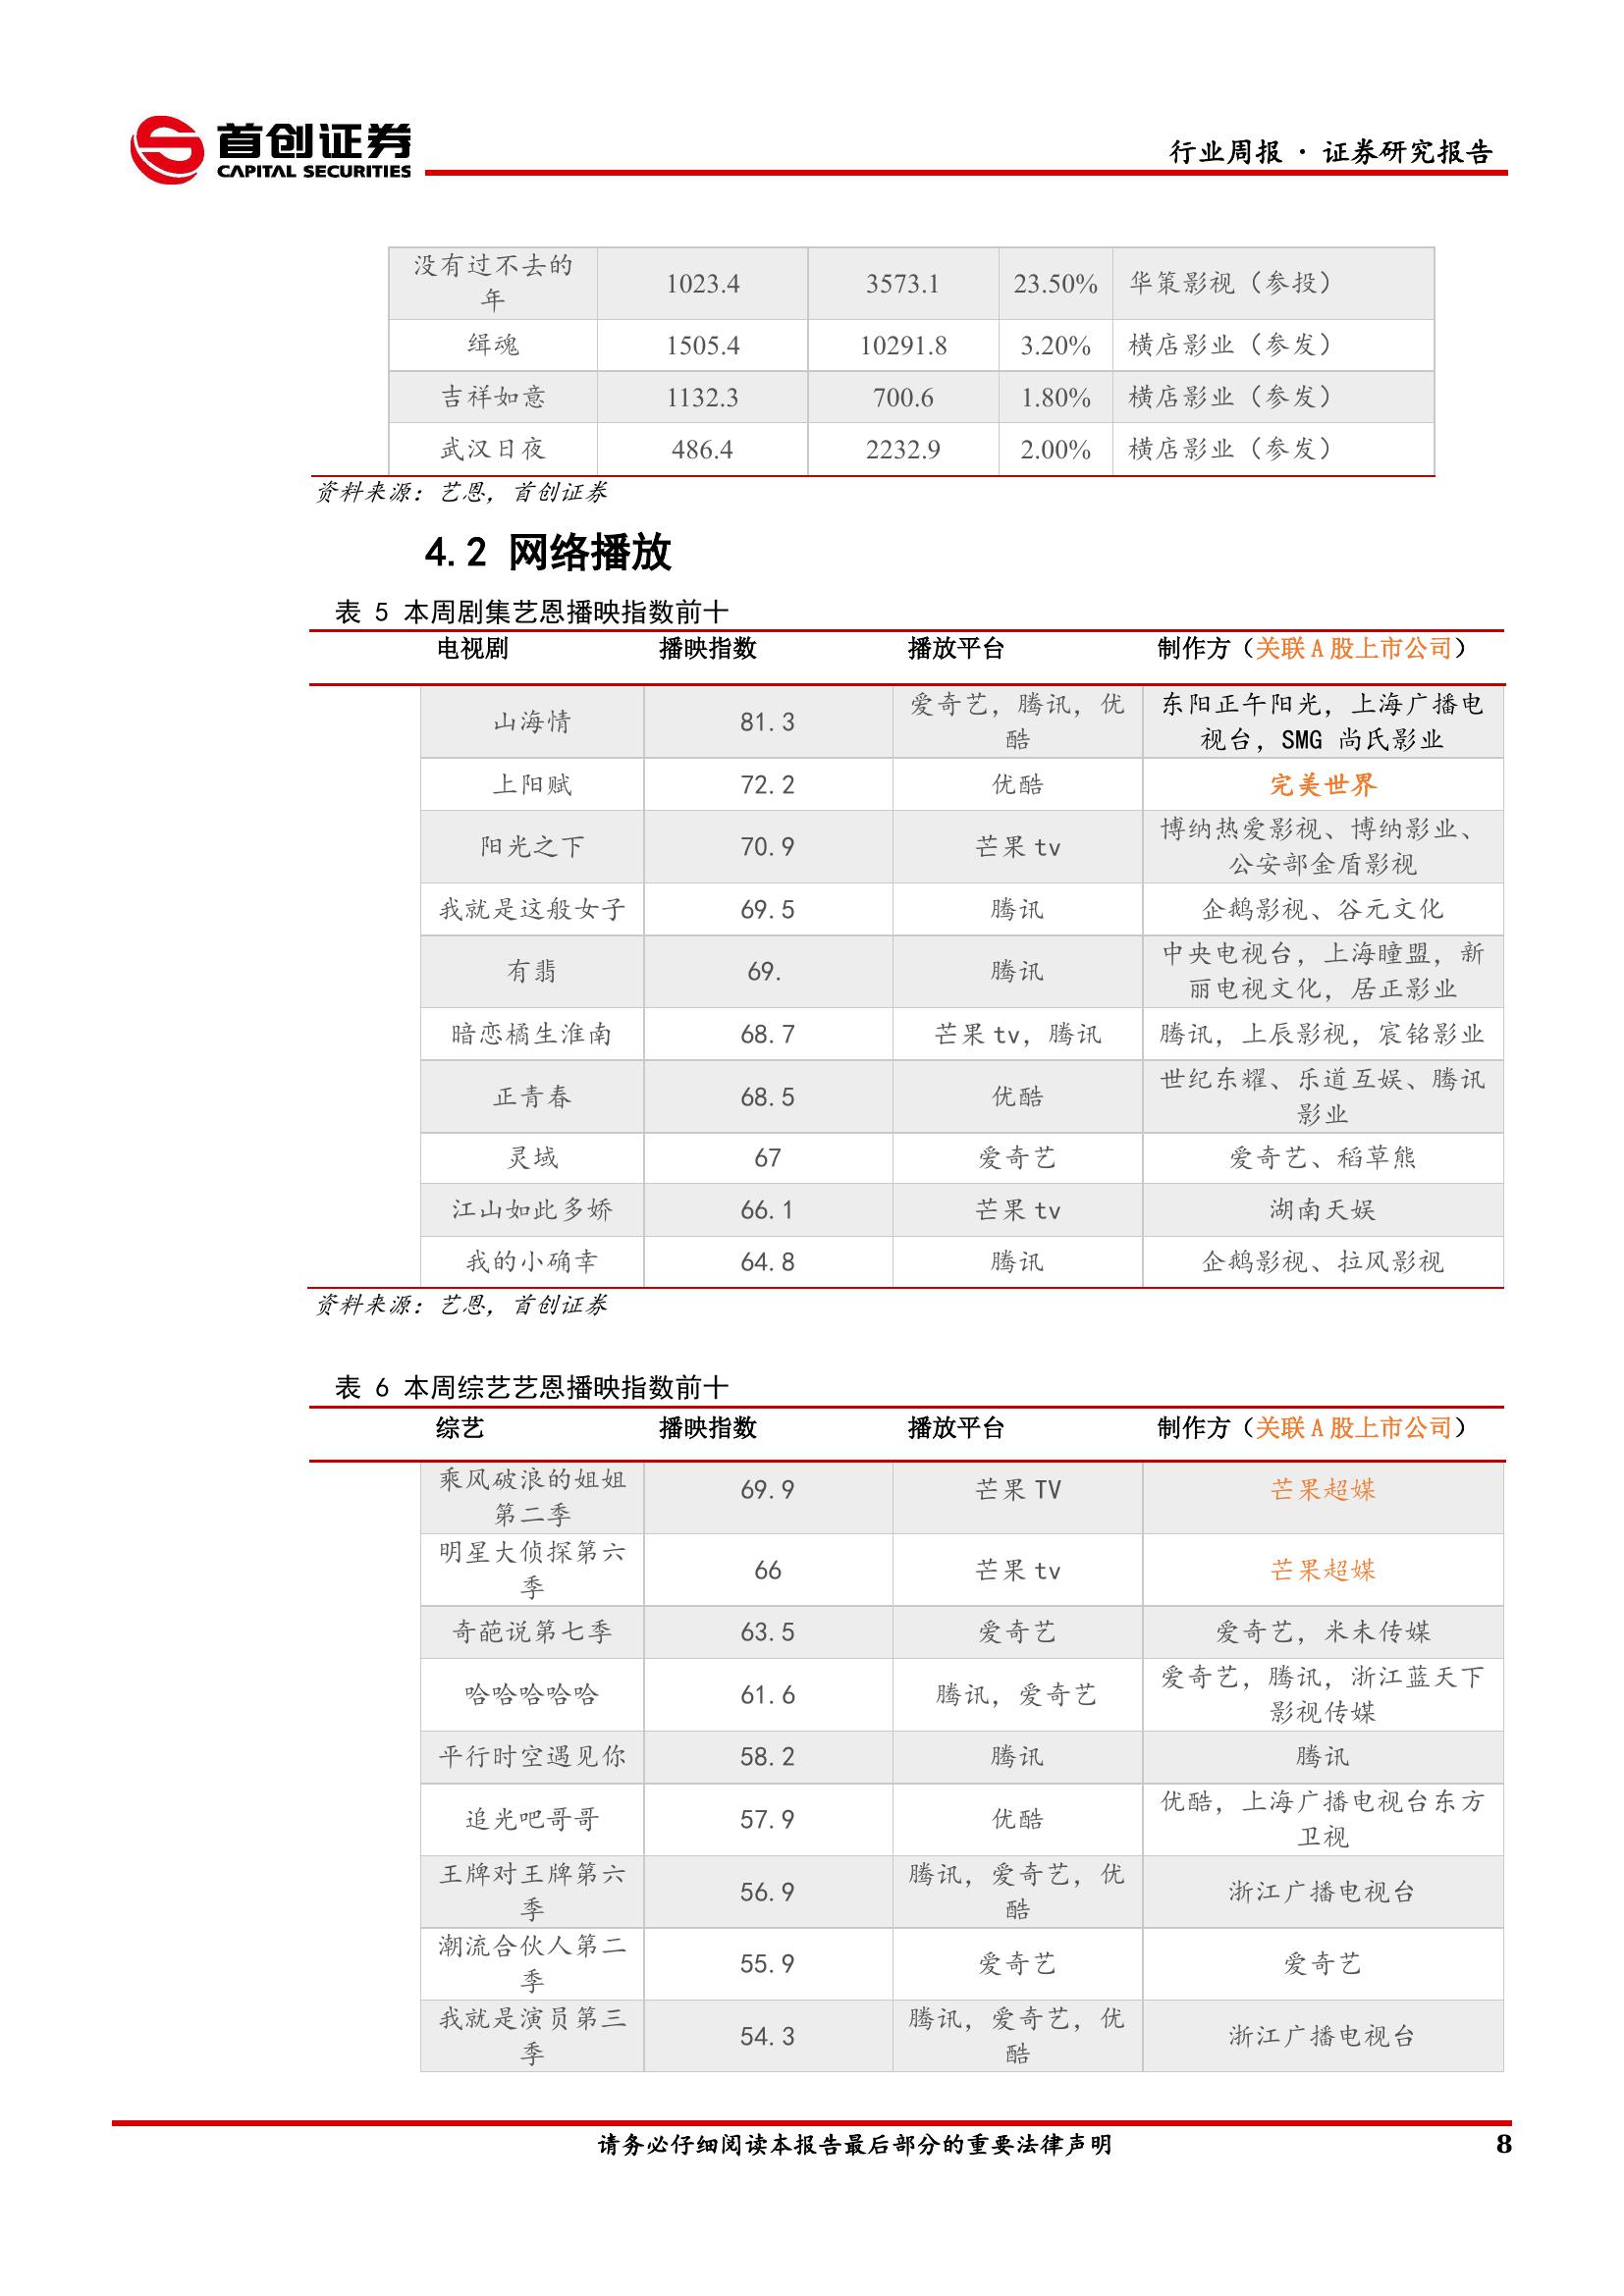 首创证券
CAPITAL SECURITIES
行业周报 · 证券研究报告
没有过不去的
年 1023.4 3573.1 23.50% 华策影视（参投）
缉魂 1505.4 10291.8 3.20% 横店影业（参发）
吉祥如意 1132.3 700.6 1.80% 横店影业（参发）
武汉日夜 486.4 2232.9 2.00% 横店影业（参发）
资料来源：艺恩，首创证券
4.2 网络播放
表 5 本周剧集艺恩播映指数前十
电视剧 播映指数 播放平台 制作方（关联A股上市公司）
山海情 81.3 爱奇艺，腾讯，优
酷 东阳正午阳光，上海广播电
视台，SMG 尚氏影业
上阳赋 72.2 优酷 完美世界
阳光之下 70.9 芒果tv 博纳热爱影视、博纳影业、
公安部金盾影视
我就是这般女子 69.5 腾讯 企鹅影视、谷元文化
有翡 69. 腾讯 中央电视台，上海瞳盟，新
丽电视文化，居正影业
暗恋橘生淮南 68.7 芒果tv，腾讯 腾讯，上辰影视，宸铭影业
正青春 68.5 优酷 世纪东耀、乐道互娱、腾讯
影业
灵域 67 爱奇艺 爱奇艺、稻草熊
江山如此多娇 66.1 芒果tv 湖南天娱
我的小确幸 64.8 腾讯 企鹅影视、拉风影视
资料来源：艺恩，首创证券
表 6 本周综艺艺恩播映指数前十
综艺 播映指数 播放平台 制作方（关联A股上市公司）
乘风破浪的姐姐
第二季 69.9 芒果TV 芒果超媒
明星大侦探第六
季 66 芒果tv 芒果超媒
奇葩说第七季 63.5 爱奇艺 爱奇艺，米未传媒
哈哈哈哈哈 61.6 腾讯，爱奇艺 爱奇艺，腾讯，浙江蓝天下
影视传媒
平行时空遇见你 58.2 腾讯 腾讯
追光吧哥哥 57.9 优酷 优酷，上海广播电视台东方
卫视
王牌对王牌第六
季 56.9 腾讯，爱奇艺，优
酷 浙江广播电视台
潮流合伙人第二
季 55.9 爱奇艺 爱奇艺
我就是演员第三
季 54.3 腾讯，爱奇艺，优
酷 浙江广播电视台
请务必仔细阅读本报告最后部分的重要法律声明 8